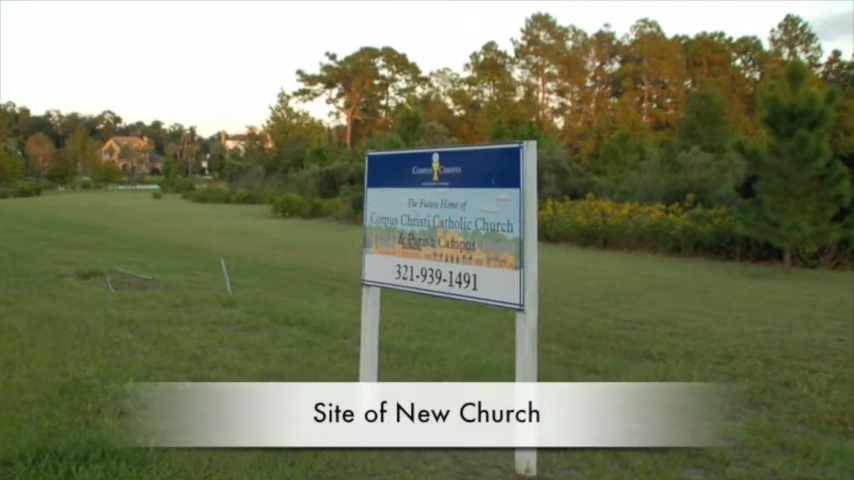 Corpus Christi
The Future Home of
Corpus Christi Catholic Church
& Parish Campus
321-939-1491
Site of New Church